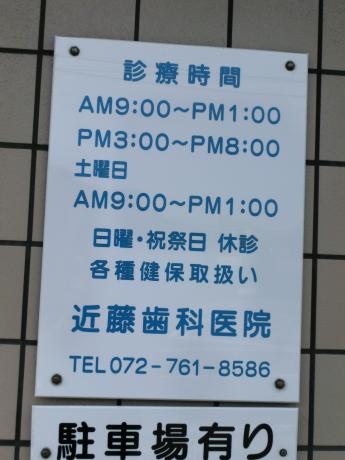 診療時間
AM9:00〜PM1:00
PM3:00〜PM8:00
土曜日
AM9:00〜PM1:00
日曜・祝祭日 休診
各種健保取扱い
近藤歯科医院
TEL072-761-8586
駐車場有り